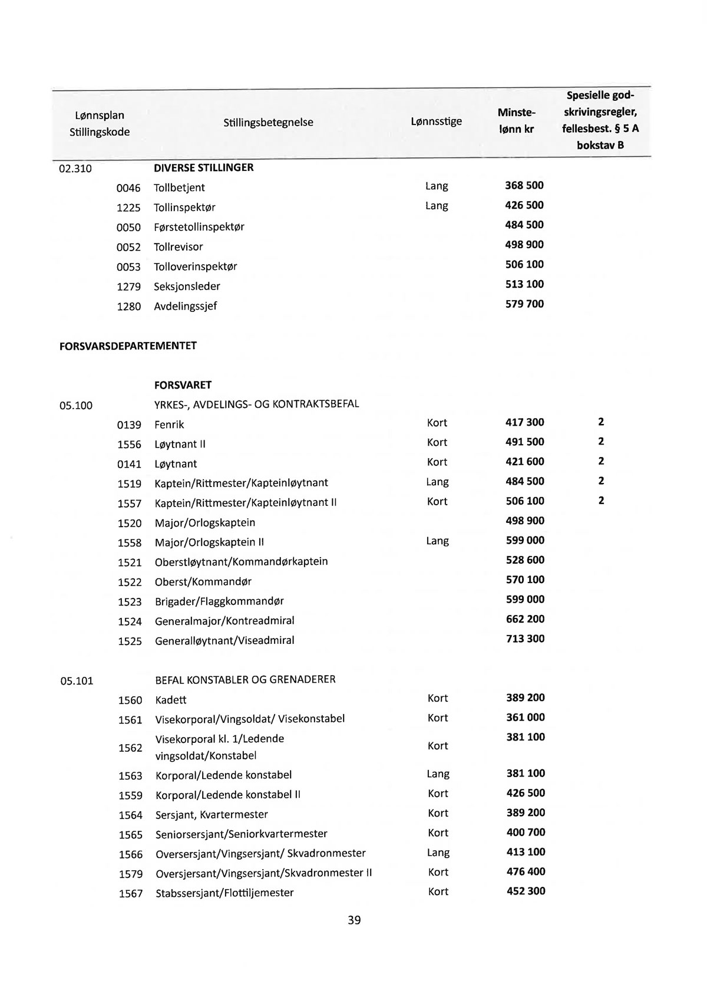 Lønnsplan Stillingskode Stillingsbetegnelse Lønnsstige Minste-lønn kr Spesielle god-skrivingsregler, fellesbest. § 5 A bokstav B
02.310 DIVERSE STILLINGER
0046 Tollbetjent Lang 368 500
1225 Tollinspektør Lang 426 500
0050 Førstetollinspektør 484 500
0052 Tollrevisor 498 900
0053 Tolloverinspektør 506 100
1279 Seksjonsleder 513 100
1280 Avdelingssjef 579 700
FORSVARSDEPARTEMENTET
FORSVARET
05.100 YRKES-, AVDELINGS- OG KONTRAKTSBEFAL
0139 Fenrik Kort 417 300 2
1556 Løytnant II Kort 491 500 2
0141 Løytnant Kort 421 600 2
1519 Kaptein/Rittmester/Kapteinløytnant Lang 484 500 2
1557 Kaptein/Rittmester/Kapteinløytnant II Kort 506 100 2
1520 Major/Orlogskaptein 498 900
1558 Major/Orlogskaptein II Lang 599 000
1521 Oberstløytnant/Kommandørkaptein 528 600
1522 Oberst/Kommandør 570 100
1523 Brigader/Flaggkommandør 599 000
1524 Generalmajor/Kontreadmiral 662 200
1525 Generalløytnant/Viseadmiral 713 300
05.101 BEFAL KONSTABLER OG GRENADERER
1560 Kadett Kort 389 200
1561 Visekorporal/Vingsoldat/ Visekonstabel Kort 361 000
1562 Visekorporal kl. 1/Ledende
vingsoldat/Konstabel Kort 381 100
1563 Korporal/Ledende konstabel Lang 381 100
1559 Korporal/Ledende konstabel II Kort 426 500
1564 Sersjant, Kvartermester Kort 389 200
1565 Seniorsersjant/Seniorkvartermester Kort 400 700
1566 Oversersjant/Vingsersjant/ Skvadronmester Lang 413 100
1579 Oversjersant/Vingsersjant/Skvadronmester II Kort 476 400
1567 Stabssersjant/Flottiljemester Kort 452 300
39